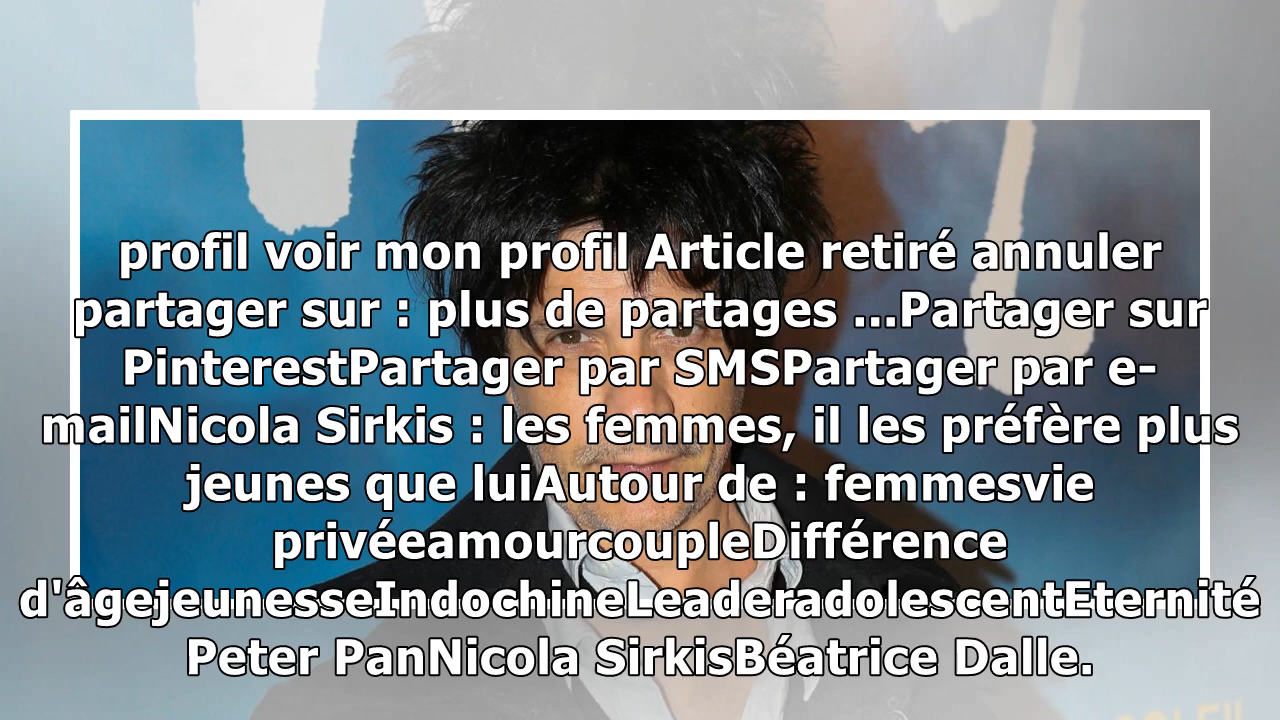 profil voir mon profil Article retiré annuler
partager sur : plus de partages ...Partager sur
PinterestPartager par SMSPartager par e-
mailNicola Sirkis : les femmes, il les préfère plus
jeunes que luiAutour de : femmesvie
privéeamourcoupleDifférence
d'âgejeunesseIndochineLeaderadolescentEternité
Peter PanNicola SirkisBéatrice Dalle.